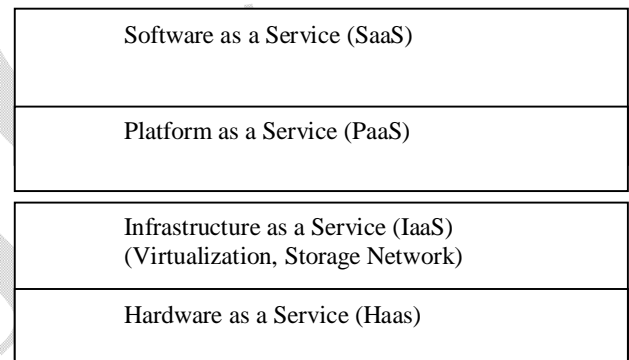 Software as a Service (SaaS)
Platform as a Service (PaaS)
Infrastructure as a Service (IaaS)
(Virtualization, Storage Network)
Hardware as a Service (Haas)